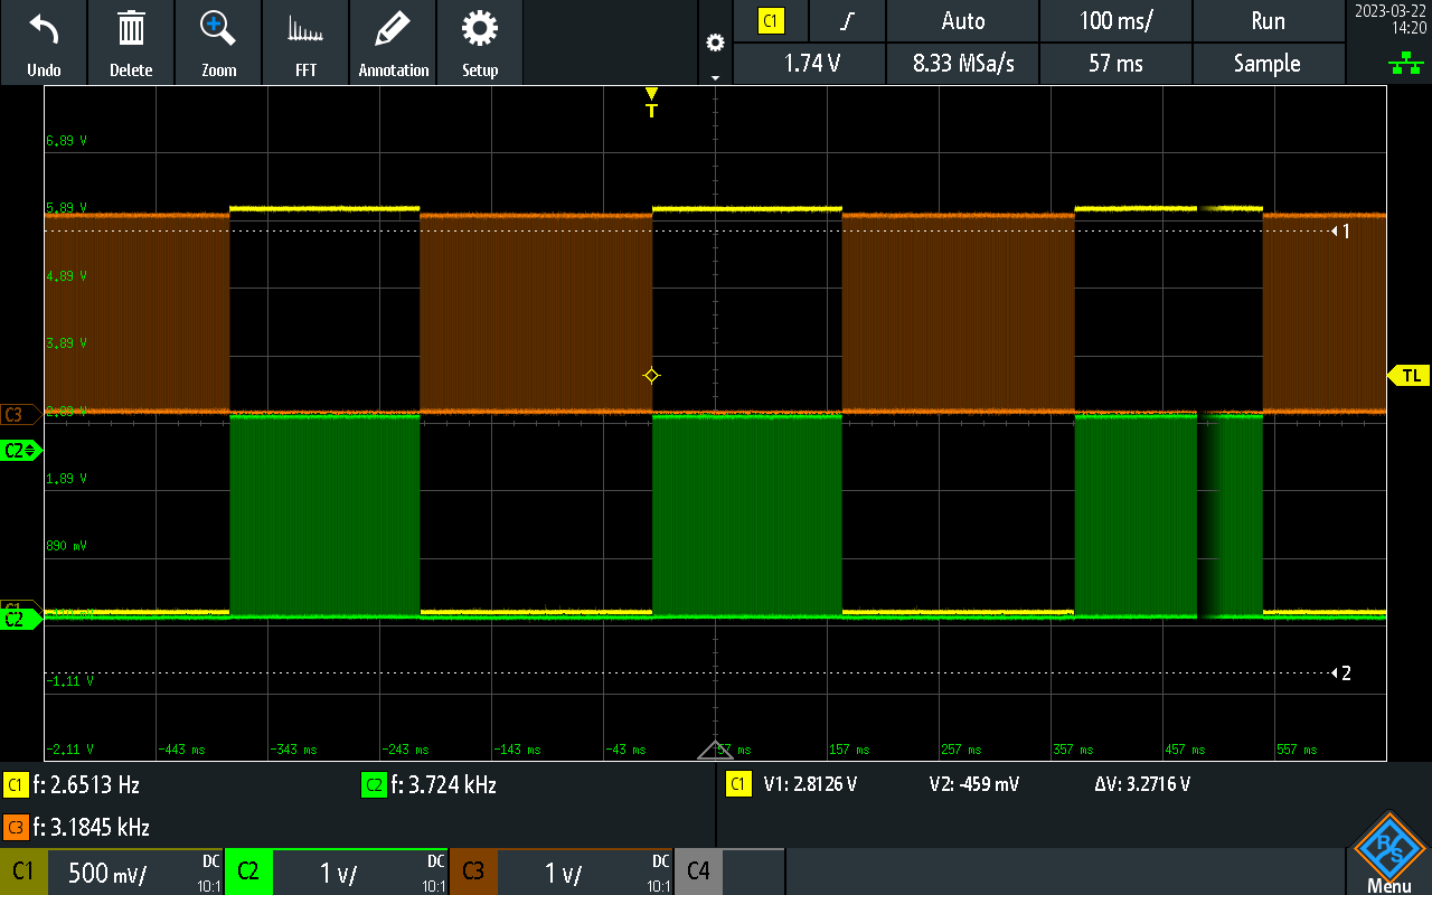 Undo Delete Zoom FFT Annotation Setup
C1 Auto 100 ms/ Run
1.74 V 8.33 MSa/s 57 ms Sample
2023-03-22
14:20
T
6.89 V
5.89 V
1
4.89 V
3.89 V
TL
C3
C2
1.89 V
890 mV
C2
2
-1.11 V
-2.11 V -443 ms -343 ms -243 ms -143 ms -43 ms 57 ms 157 ms 257 ms 357 ms 457 ms 557 ms
C1 f: 2.6513 Hz C2 f: 3.724 kHz C1 V1: 2.8126 V V2: -459 mV ΔV: 3.2716 V
C3 f: 3.1845 kHz
C1 500 mV/ DC 10:1 C2 1 V/ DC 10:1 C3 1 V/ DC 10:1 C4
R/S
Menu